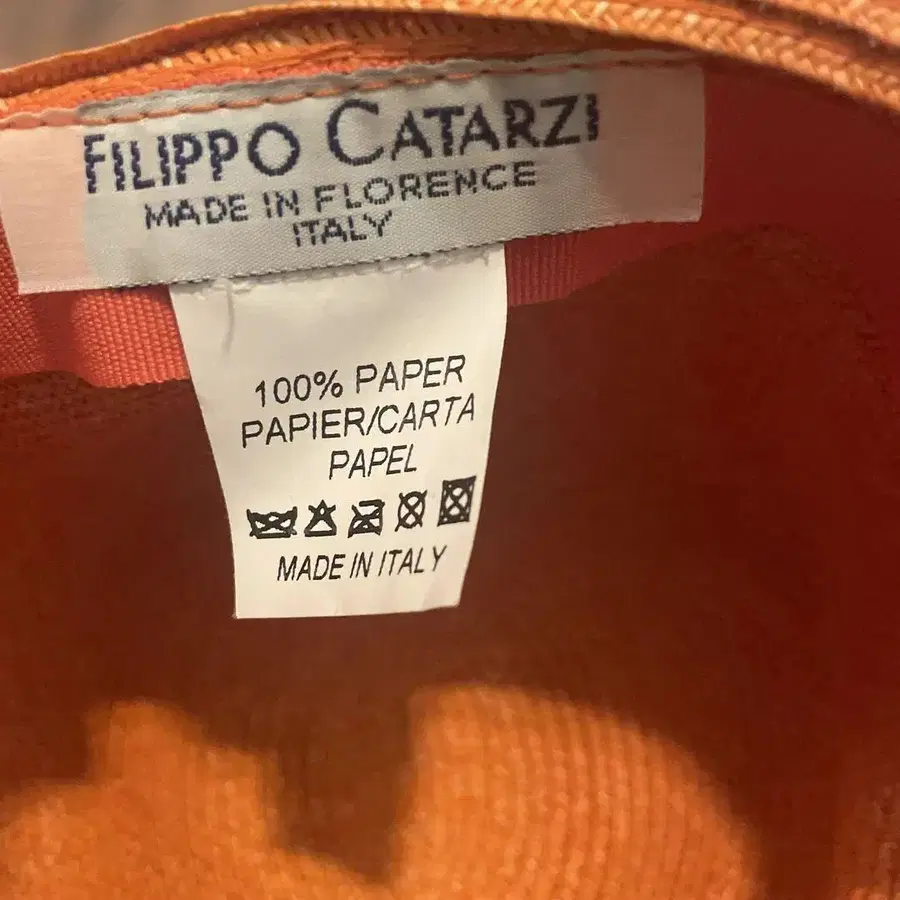 FILIPPO CATARZI
MADE IN FLORENCE
ITALY
100% PAPER
PAPIER/CARTA
PAPEL
MADE IN ITALY